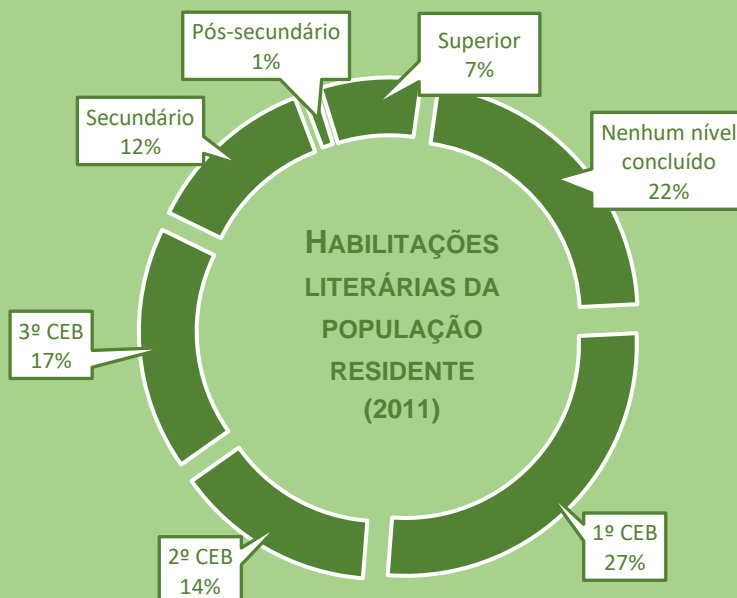 Pós-secundário
1%
Superior
7%
Secundário
12%
Nenhum nível
concluído
22%
HABILITAÇÕES
LITERÁRIAS DA
POPULAÇÃO
RESIDENTE
(2011)
3º CEB
17%
1º CEB
27%
2º CEB
14%